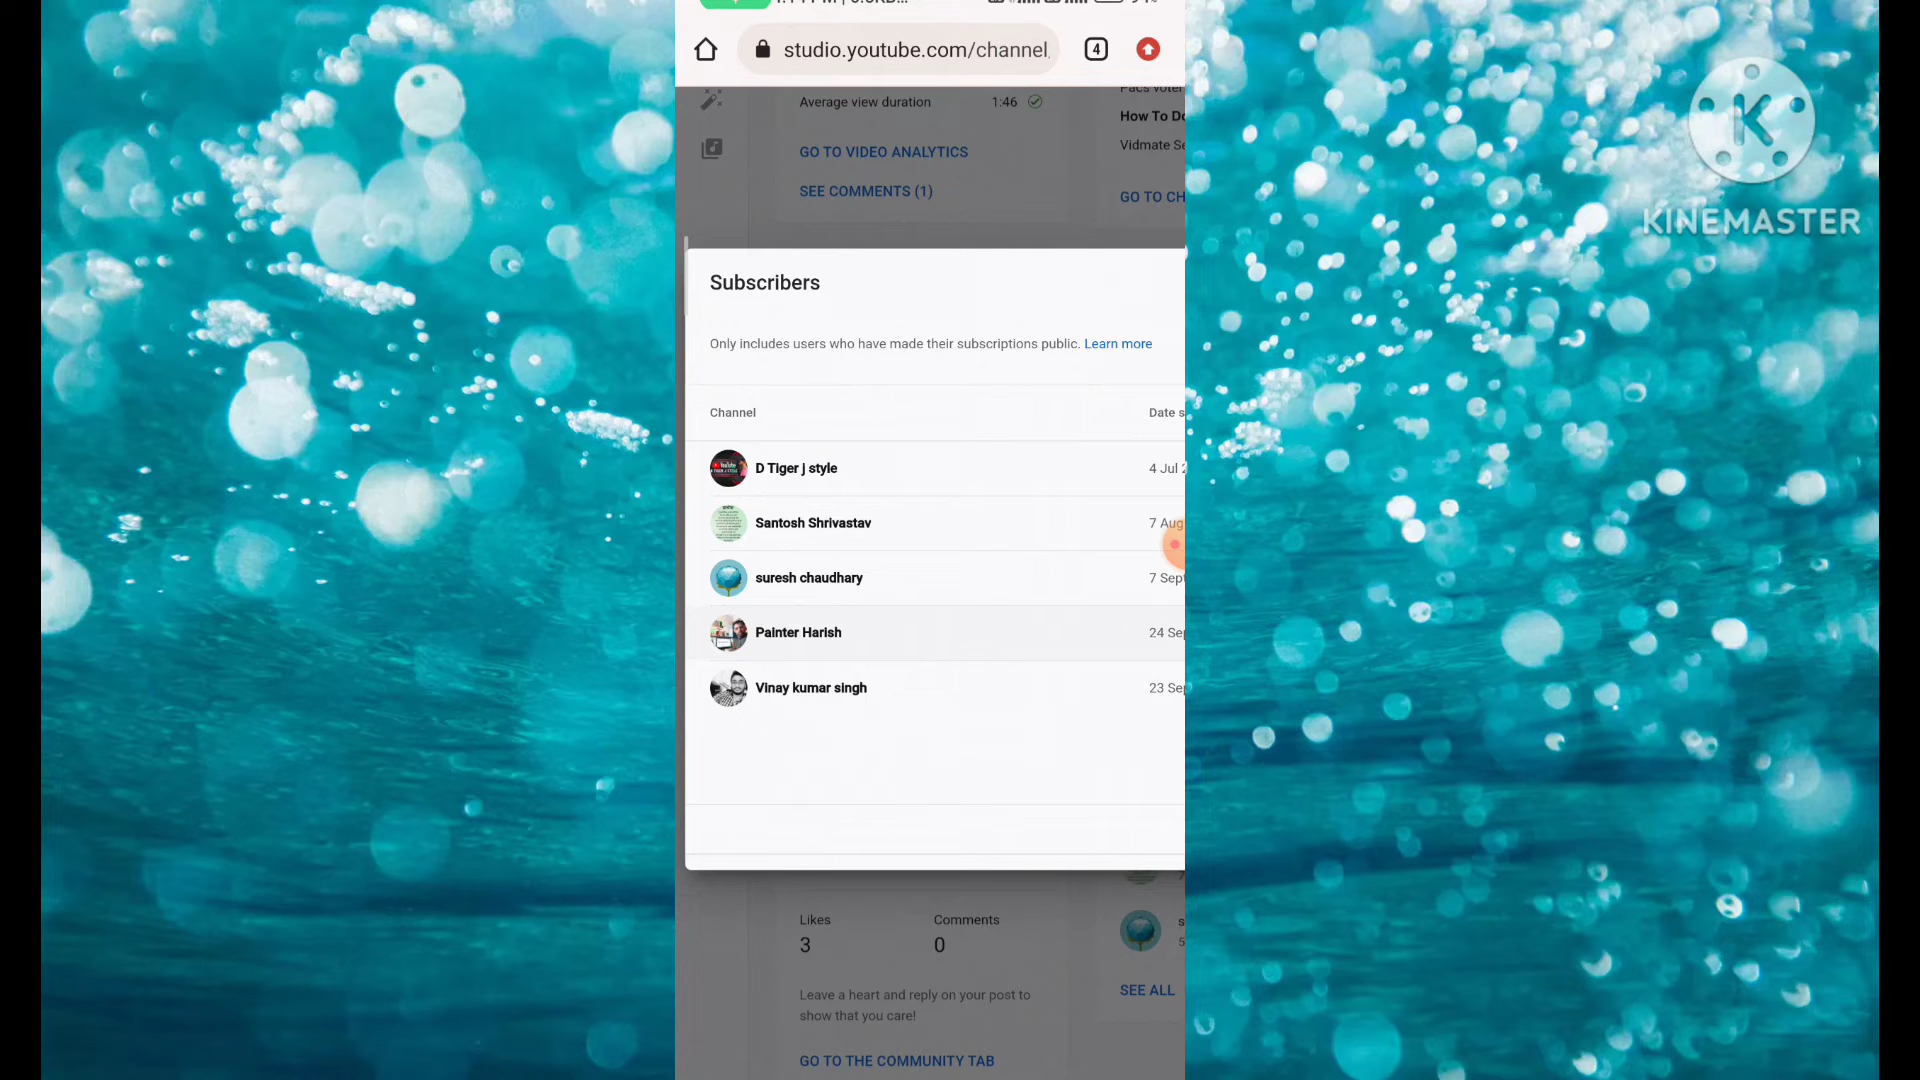 studio.youtube.com/channel
4
Average view duration 1:46
How To Do
Vidmate Se
GO TO VIDEO ANALYTICS
SEE COMMENTS (1)
GO TO CH
K
KINEMASTER
Subscribers
Only includes users who have made their subscriptions public. Learn more
Channel Date s
D Tiger j style 4 Jul
Santosh Shrivastav 7 Aug
suresh chaudhary 7 Sept
Painter Harish 24 Sep
Vinay kumar singh 23 Sep
Likes Comments
3 0
Leave a heart and reply on your post to
show that you care!
SEE ALL
GO TO THE COMMUNITY TAB